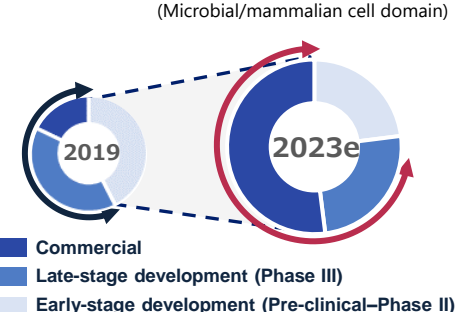 (Microbial/mammalian cell domain)
2019
2023e
Commercial
Late-stage development (Phase III)
Early-stage development (Pre-clinical–Phase II)